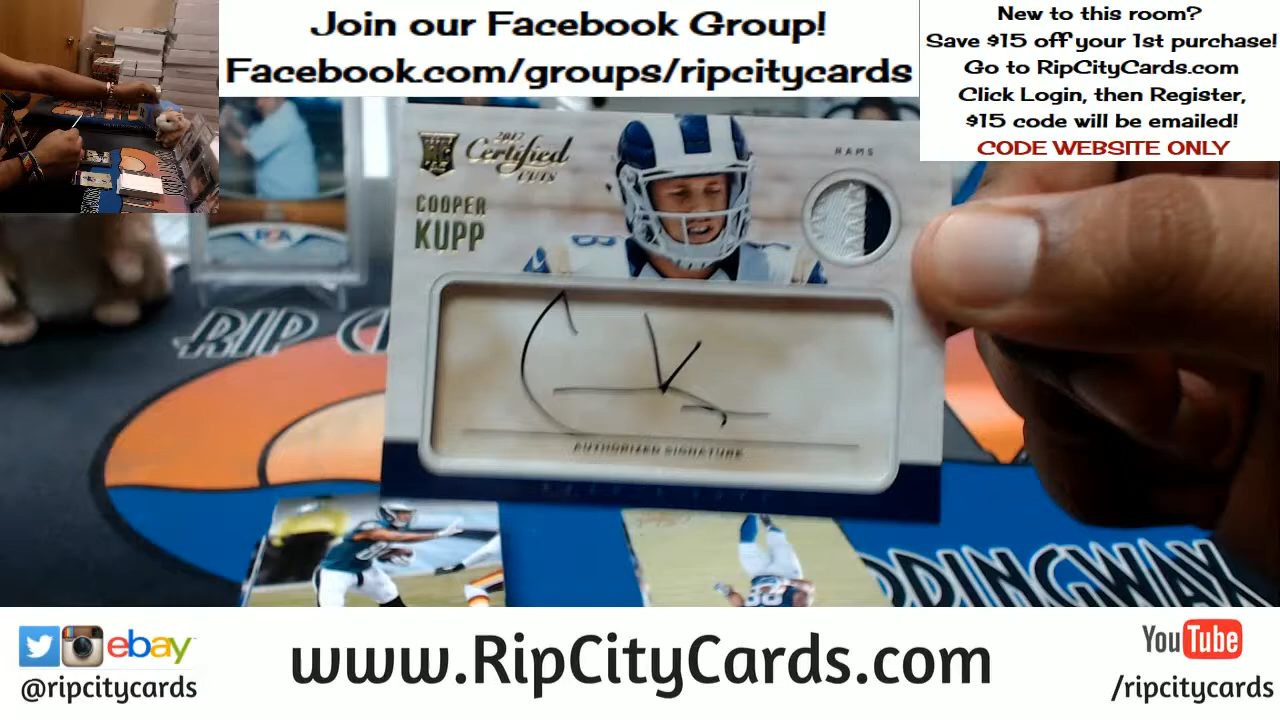 Join our Facebook Group!
Facebook.com/groups/ripcitycards
New to this room?
Save $15 off your 1st purchase!
Go to RipCityCards.com
Click Login, then Register,
$15 code will be emailed!
CODE WEBSITE ONLY
2017
Certified
CUTS
COOPER
KUPP
RAMS
AUTHORIZED SIGNATURE
RIP C
PPINGWAX
ebay
@ripcitycards
www.RipCityCards.com
YouTube
/ripcitycards